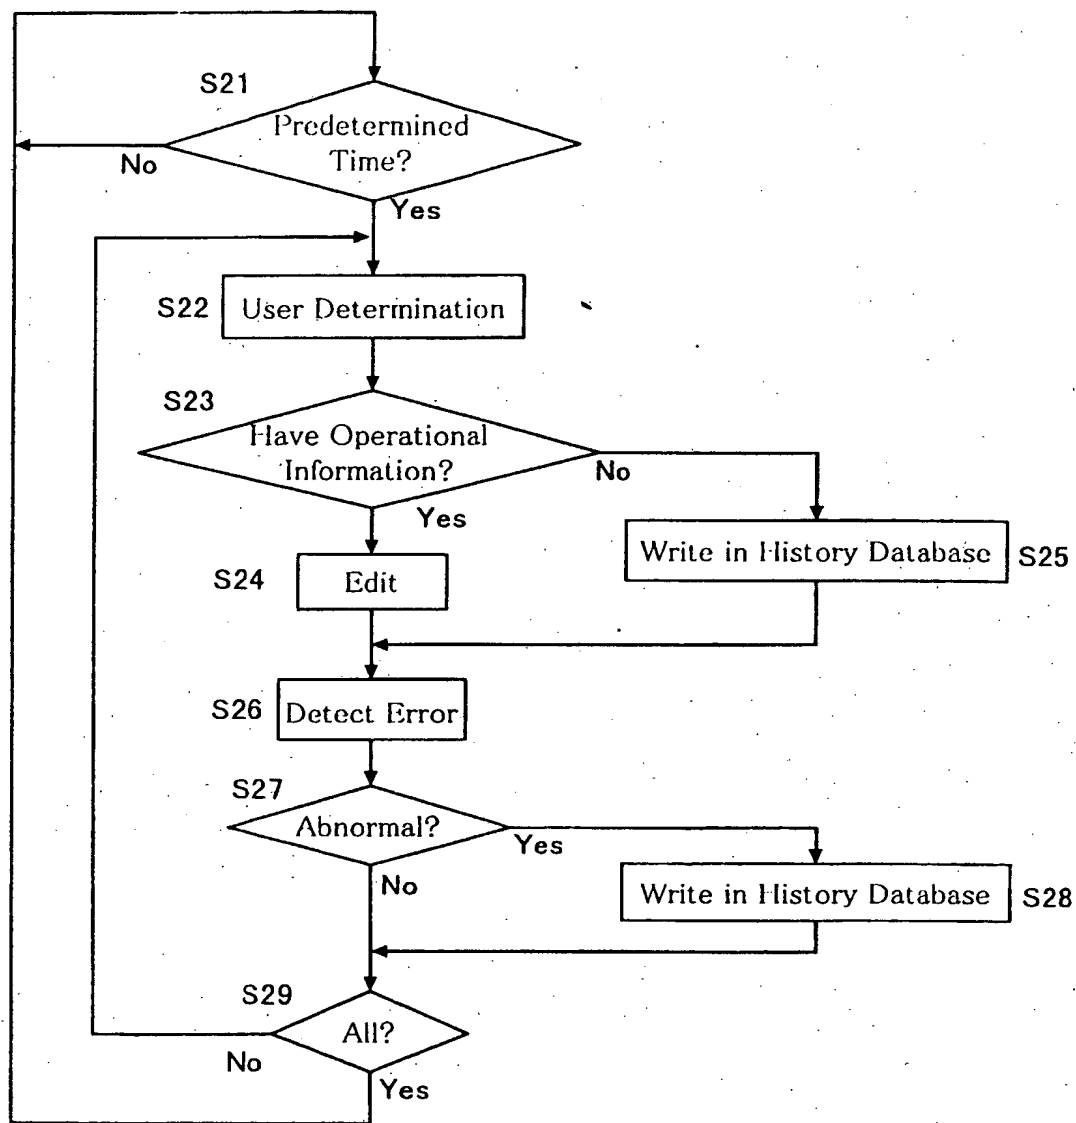 S21
Predetermined
Time?
No
Yes
S22
User Determination
S23
Have Operational
Information?
No
Yes
Write in History Database
S25
S24
Edit
S26
Detect Error
S27
Abnormal?
Yes
No
Write in History Database
S28
S29
All?
No
Yes